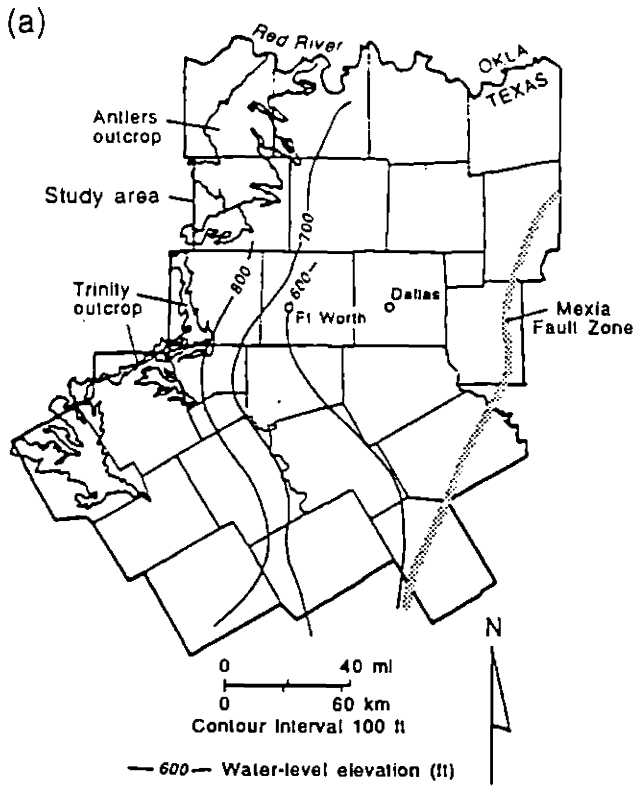 (a)
Red River
OKLA
TEXAS
Antlers
outcrop
Study area
700
800
600
Trinity
outcrop
Ft Worth
Dallas
Mexia
Fault Zone
N
0 40 mi
0 60 km
Contour Interval 100 ft
—600— Water-level elevation (ft)